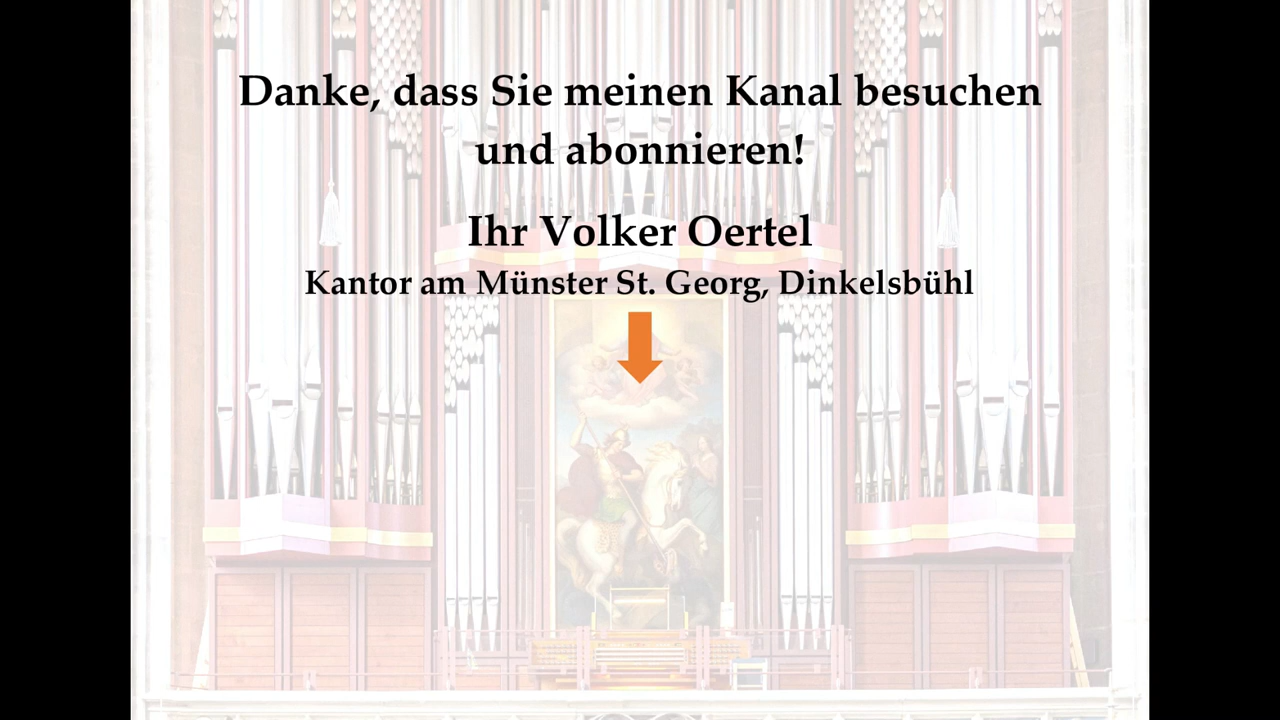 Danke, dass Sie meinen Kanal besuchen
und abonnieren!
Ihr Volker Oertel
Kantor am Münster St. Georg, Dinkelsbühl